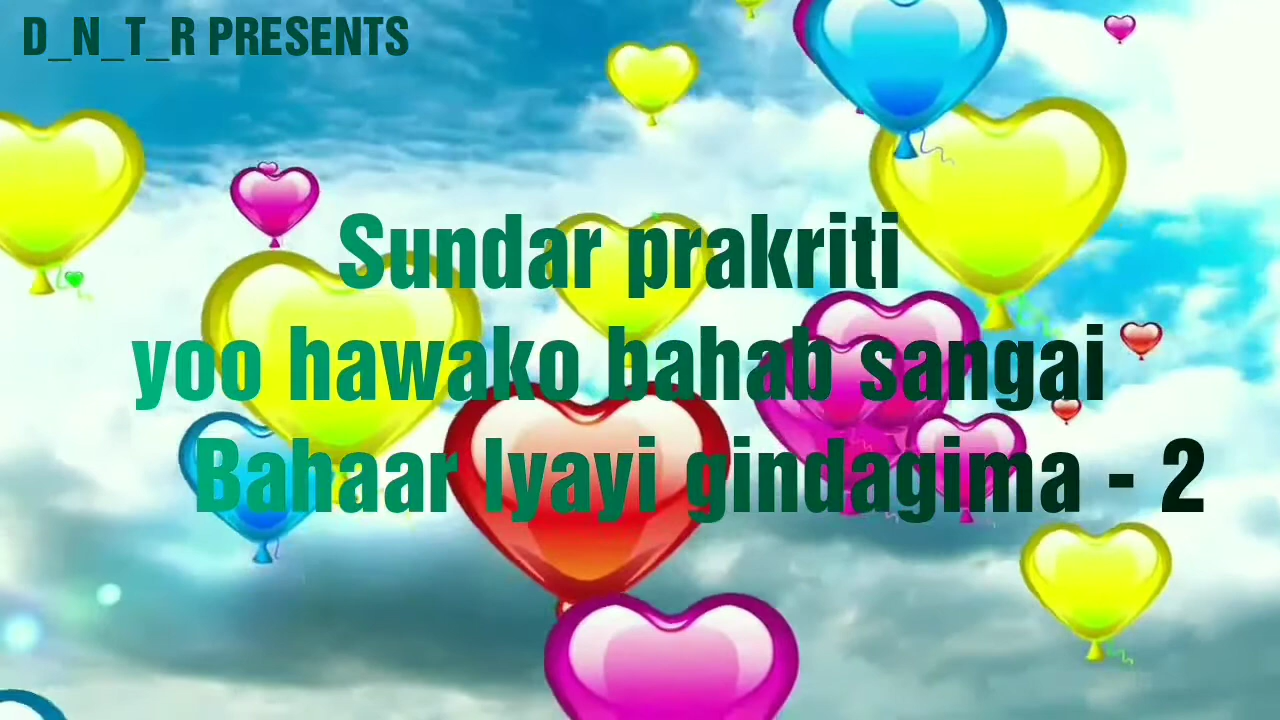 D_N_T_R PRESENTS
Sundar prakriti
yoo hawako bahab sangai
Bahaar lyayi gindagima - 2